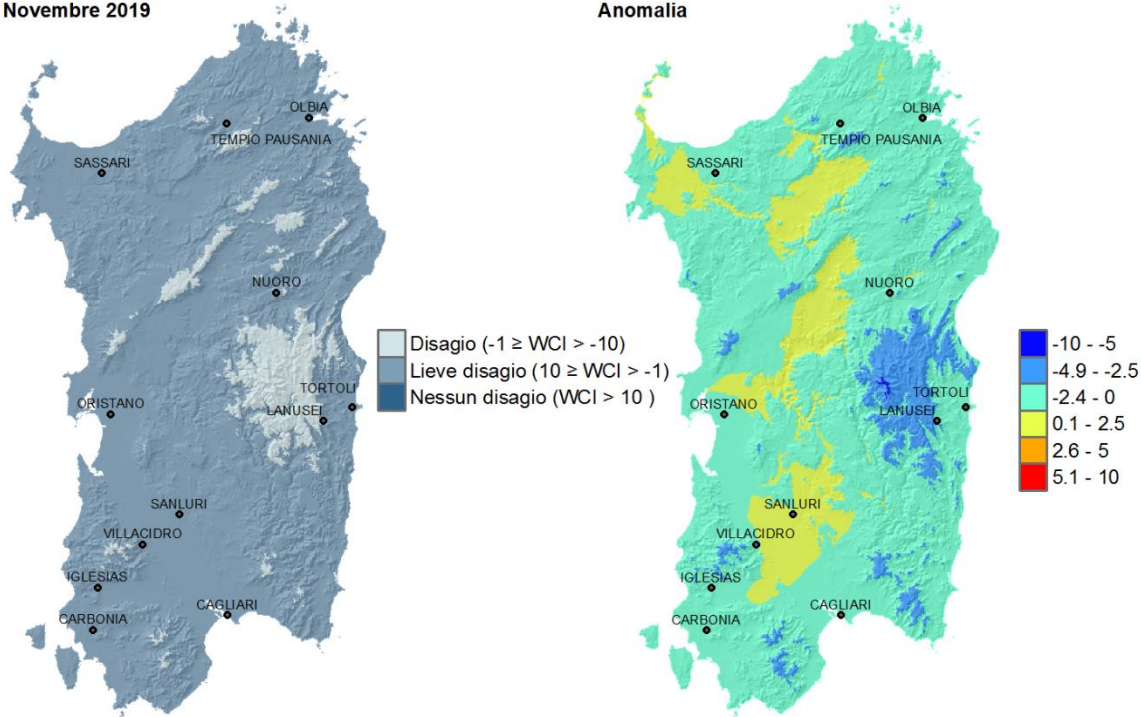 Novembre 2019
OLBIA
TEMPIO PAUSANIA
SASSARI
NUORO
TORTOLI
ORISTANO
LANUSEI
SANLURI
VILLACIDRO
IGLESIAS
CAGLIARI
CARBONIA
Disagio (-1 ≥ WCI > -10)
Lieve disagio (10 ≥ WCI > -1)
Nessun disagio (WCI > 10 )
Anomalia
OLBIA
TEMPIO PAUSANIA
SASSARI
NUORO
TORTOLI
ORISTANO
LANUSEI
SANLURI
VILLACIDRO
IGLESIAS
CAGLIARI
CARBONIA
-10 - -5
-4.9 - -2.5
-2.4 - 0
0.1 - 2.5
2.6 - 5
5.1 - 10